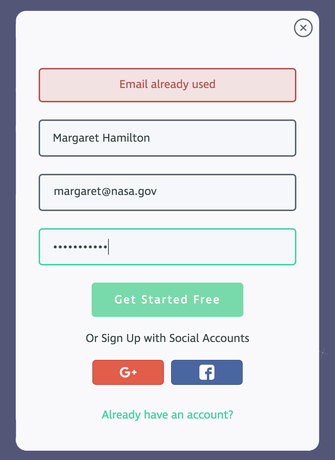 Email already used
Margaret Hamilton
margaret@nasa.gov
•••••••••••
Get Started Free
Or Sign Up with Social Accounts
G+ f
Already have an account?